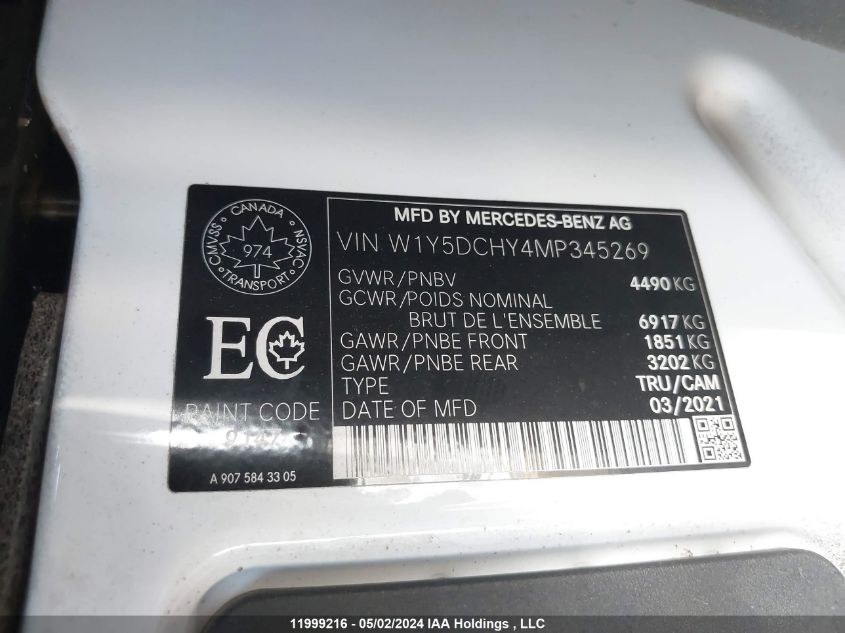 MFD BY MERCEDES-BENZ AG
VIN W1Y5DCHY4MP345269
GVWR/PNBV 4490 KG
GCWR/POIDS NOMINAL
BRUT DE L'ENSEMBLE 6917 KG
GAWR/PNBE FRONT 1851 KG
GAWR/PNBE REAR 3202 KG
TYPE TRU/CAM
DATE OF MFD 03/2021
CANADA
CMVSS
NSVAC
974
TRANSPORT
EC
PAINT CODE
9147
A 907 584 33 05
11999216 - 05/02/2024 IAA Holdings , LLC